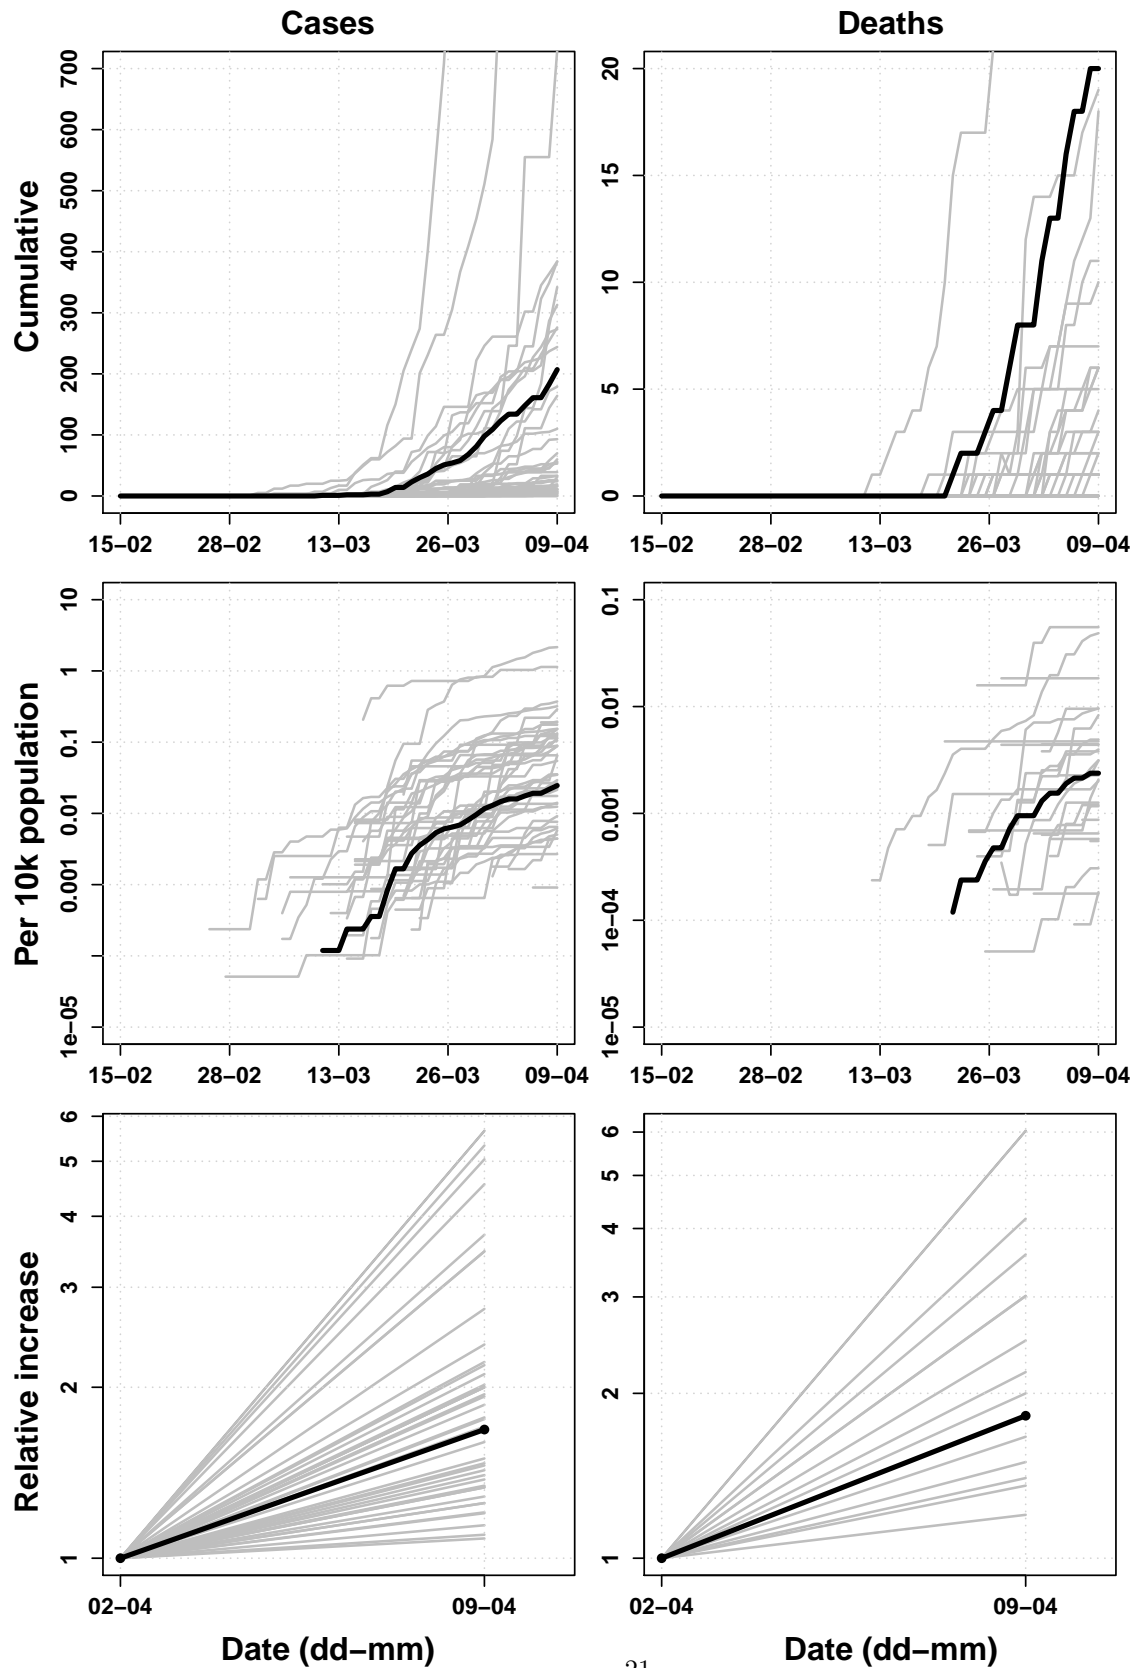 Cases Deaths
Cumulative
700
600
500
400
300
200
100
0
15−02 28−02 13−03 26−03 09−04
20
15
10
5
0
15−02 28−02 13−03 26−03 09−04
Per 10k population
10
1
0.1
0.01
0.001
1e−05
15−02 28−02 13−03 26−03 09−04
0.1
0.01
0.001
1e−04
1e−05
15−02 28−02 13−03 26−03 09−04
Relative increase
6
5
4
3
2
1
02−04 09−04
6
5
4
3
2
1
02−04 09−04
Date (dd−mm) Date (dd−mm)